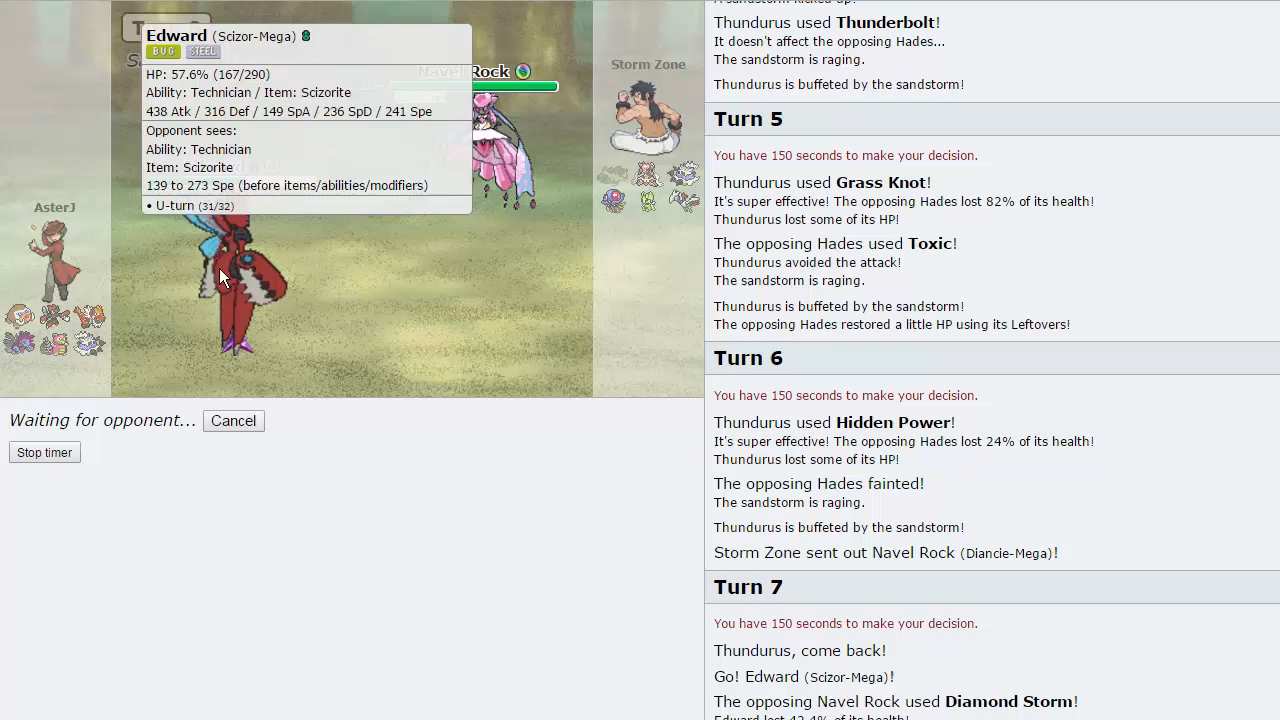 Edward (Scizor-Mega)
BUG STEEL
HP: 57.6% (167/290)
Ability: Technician / Item: Scizorite
438 Atk / 316 Def / 149 SpA / 236 SpD / 241 Spe
Opponent sees:
Ability: Technician
Item: Scizorite
139 to 273 Spe (before items/abilities/modifiers)
• U-turn (31/32)
Navel Rock
Storm Zone
AsterJ
Waiting for opponent... Cancel
Stop timer
A sandstorm kicked up!
Thundurus used Thunderbolt!
It doesn't affect the opposing Hades...
The sandstorm is raging.
Thundurus is buffeted by the sandstorm!
Turn 5
You have 150 seconds to make your decision.
Thundurus used Grass Knot!
It's super effective! The opposing Hades lost 82% of its health!
Thundurus lost some of its HP!
The opposing Hades used Toxic!
Thundurus avoided the attack!
The sandstorm is raging.
Thundurus is buffeted by the sandstorm!
The opposing Hades restored a little HP using its Leftovers!
Turn 6
You have 150 seconds to make your decision.
Thundurus used Hidden Power!
It's super effective! The opposing Hades lost 24% of its health!
Thundurus lost some of its HP!
The opposing Hades fainted!
The sandstorm is raging.
Thundurus is buffeted by the sandstorm!
Storm Zone sent out Navel Rock (Diancie-Mega)!
Turn 7
You have 150 seconds to make your decision.
Thundurus, come back!
Go! Edward (Scizor-Mega)!
The opposing Navel Rock used Diamond Storm!
Edward lost 42.4% of its health!